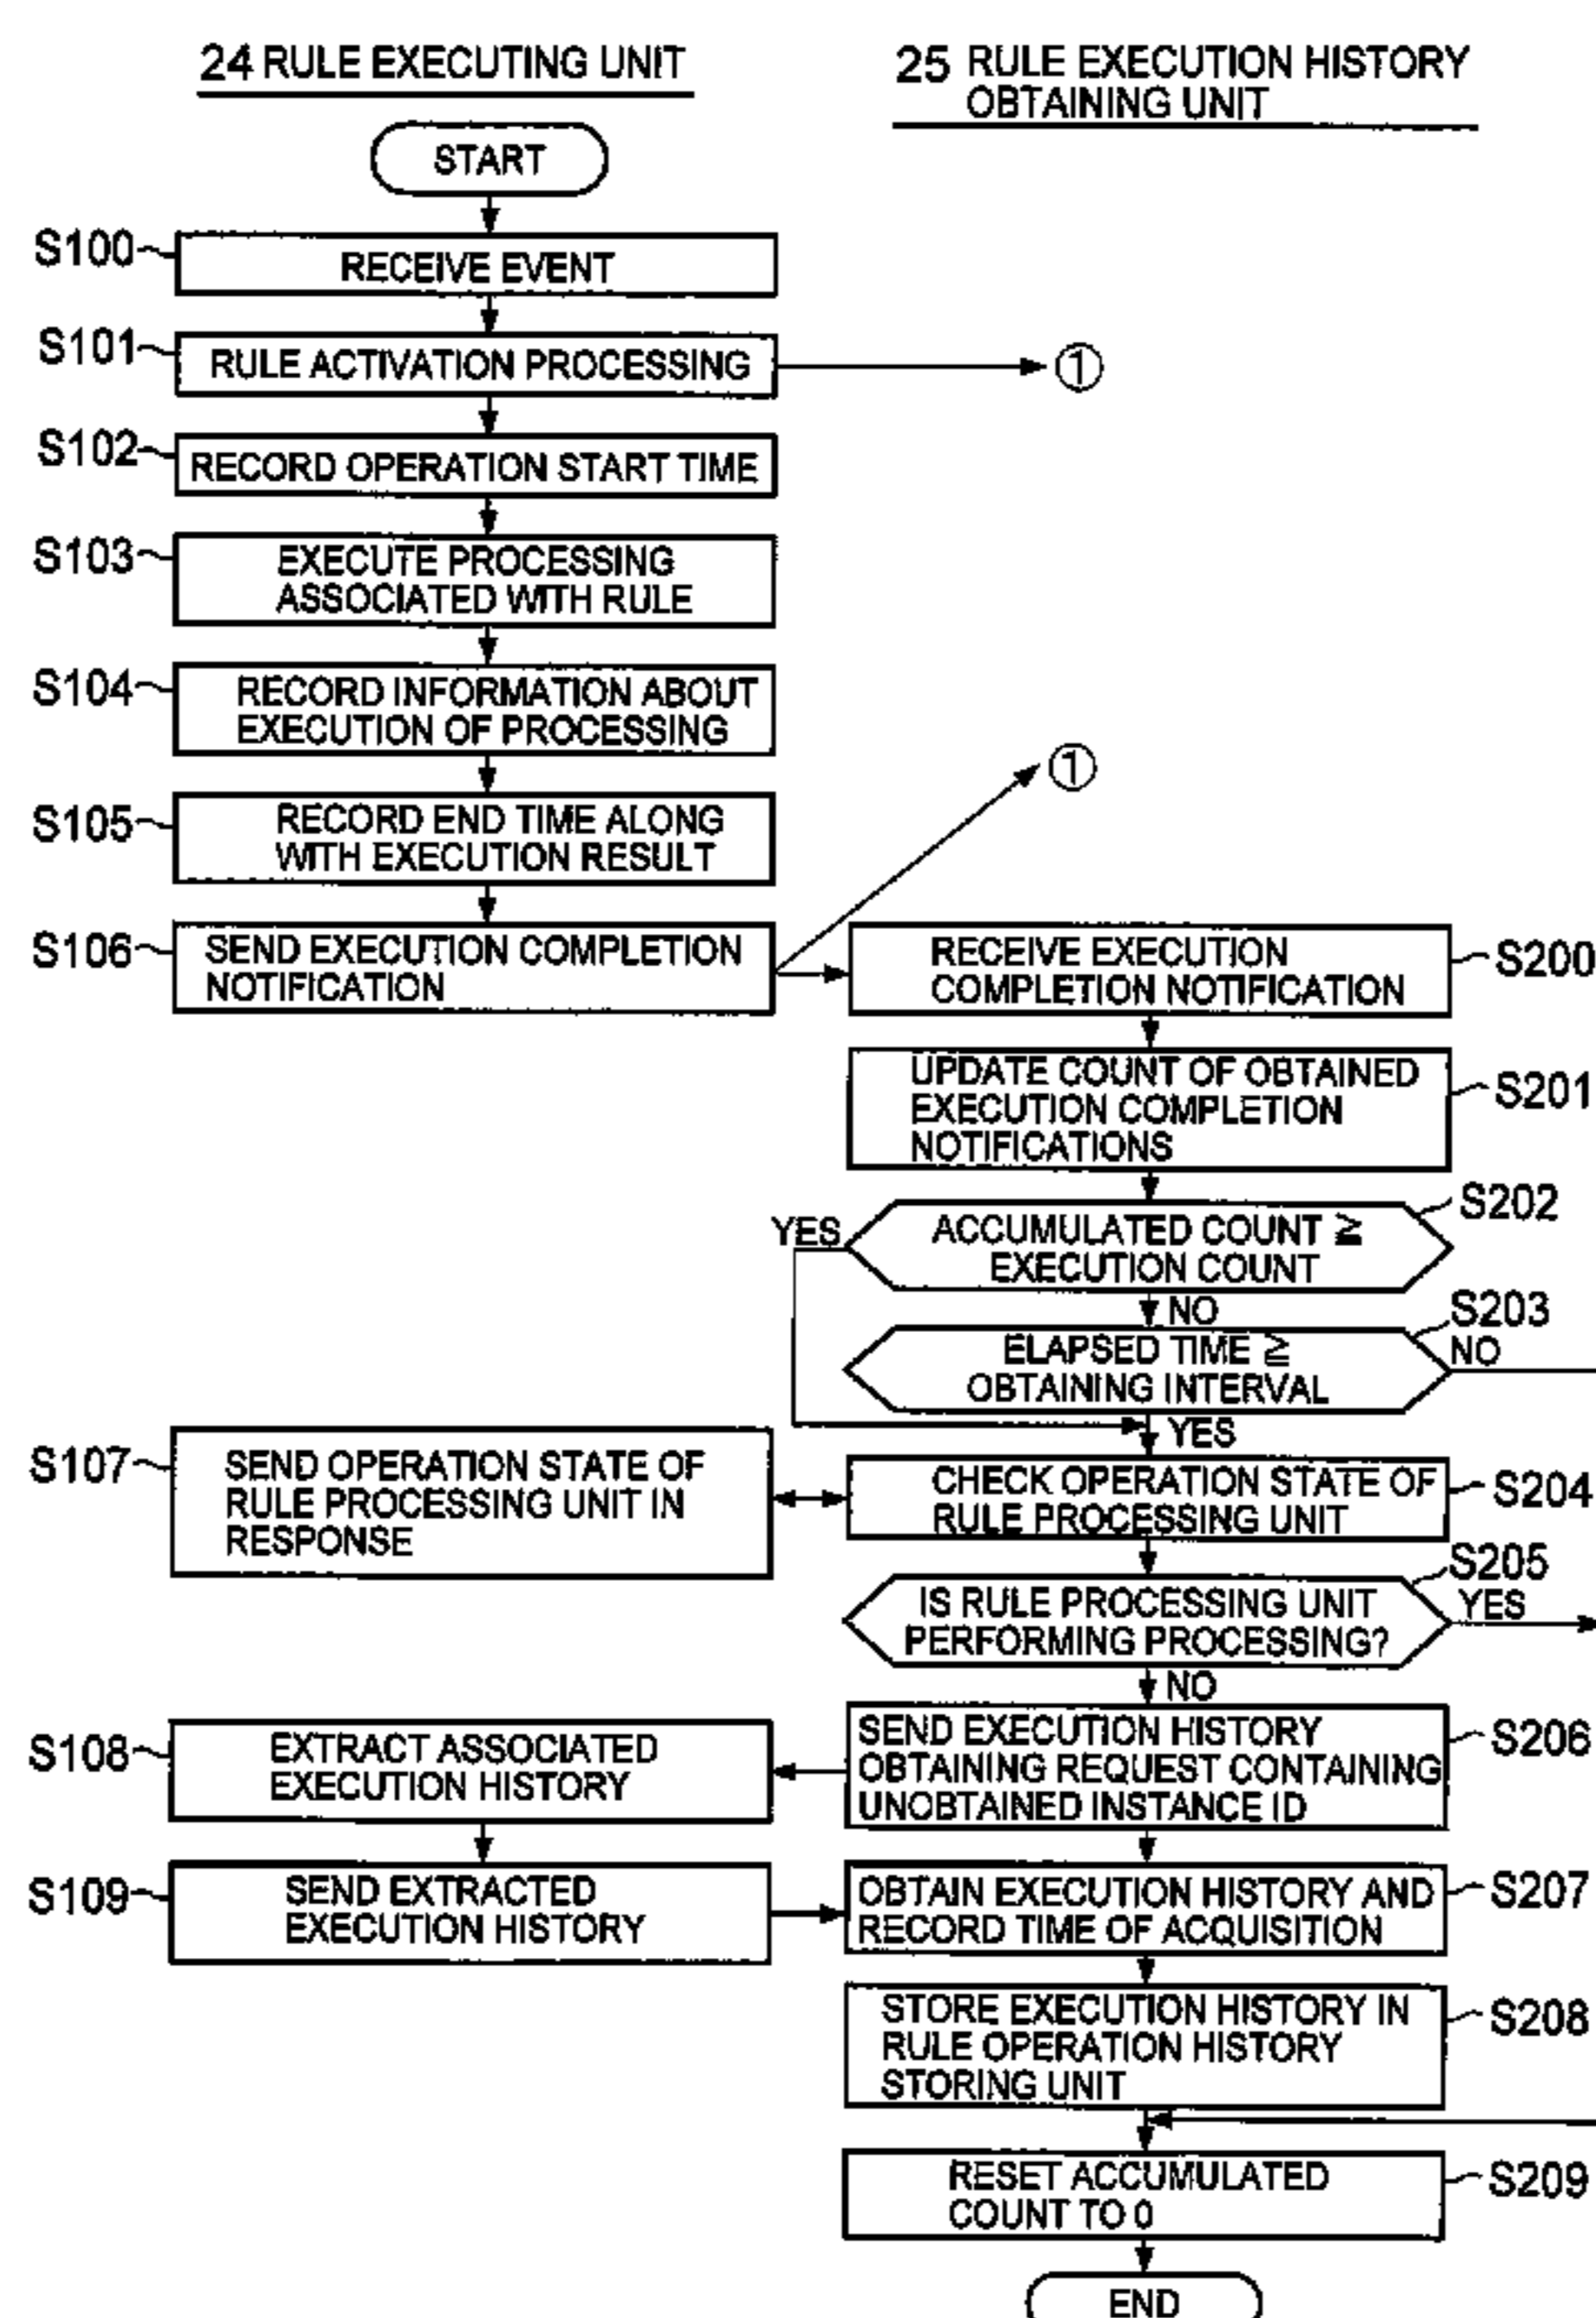 24 RULE EXECUTING UNIT
25 RULE EXECUTION HISTORY
OBTAINING UNIT
START
S100
RECEIVE EVENT
S101
RULE ACTIVATION PROCESSING
①
S102
RECORD OPERATION START TIME
S103
EXECUTE PROCESSING
ASSOCIATED WITH RULE
S104
RECORD INFORMATION ABOUT
EXECUTION OF PROCESSING
①
S105
RECORD END TIME ALONG
WITH EXECUTION RESULT
S106
SEND EXECUTION COMPLETION
NOTIFICATION
RECEIVE EXECUTION
COMPLETION NOTIFICATION
S200
UPDATE COUNT OF OBTAINED
EXECUTION COMPLETION
NOTIFICATIONS
S201
YES
ACCUMULATED COUNT ≧
EXECUTION COUNT
S202
NO
ELAPSED TIME ≧
OBTAINING INTERVAL
S203
NO
YES
S107
SEND OPERATION STATE OF
RULE PROCESSING UNIT IN
RESPONSE
CHECK OPERATION STATE OF
RULE PROCESSING UNIT
S204
IS RULE PROCESSING UNIT
PERFORMING PROCESSING?
S205
YES
NO
S108
EXTRACT ASSOCIATED
EXECUTION HISTORY
SEND EXECUTION HISTORY
OBTAINING REQUEST CONTAINING
UNOBTAINED INSTANCE ID
S206
S109
SEND EXTRACTED
EXECUTION HISTORY
OBTAIN EXECUTION HISTORY AND
RECORD TIME OF ACQUISITION
S207
STORE EXECUTION HISTORY IN
RULE OPERATION HISTORY
STORING UNIT
S208
RESET ACCUMULATED
COUNT TO 0
S209
END